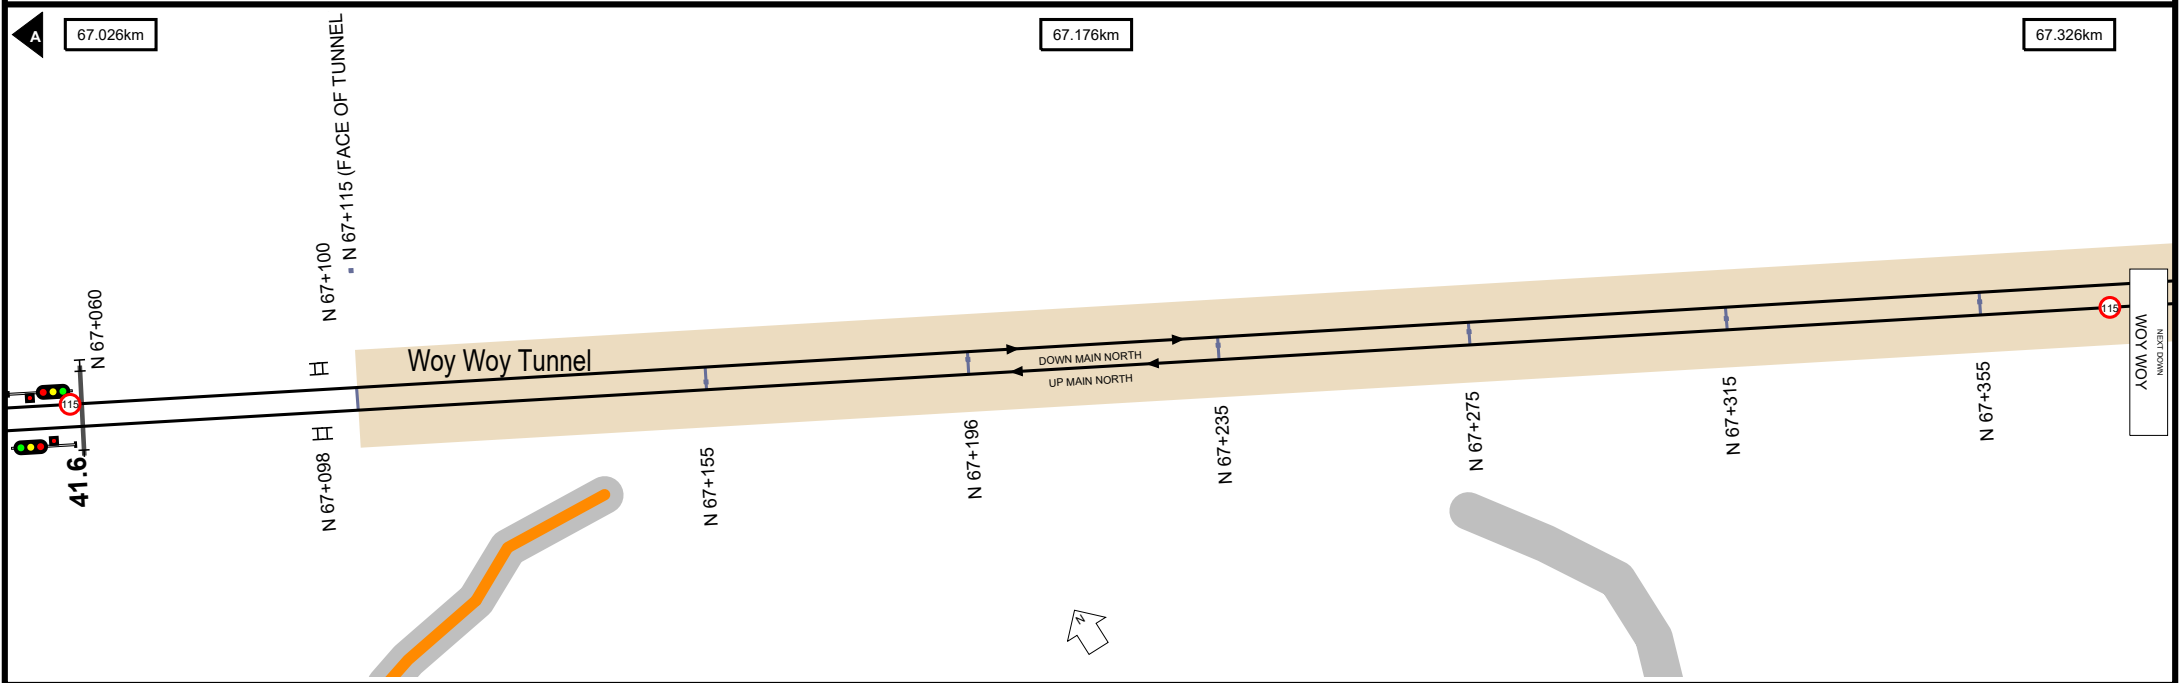 A
67.026km
67.176km
67.326km
N 67+115 (FACE OF TUNNEL
N 67+100
N 67+060
Woy Woy Tunnel
DOWN MAIN NORTH
UP MAIN NORTH
115
115
NEXT DOWN
WOY WOY
41.6
N 67+098
N 67+155
N 67+196
N 67+235
N 67+275
N 67+315
N 67+355
N